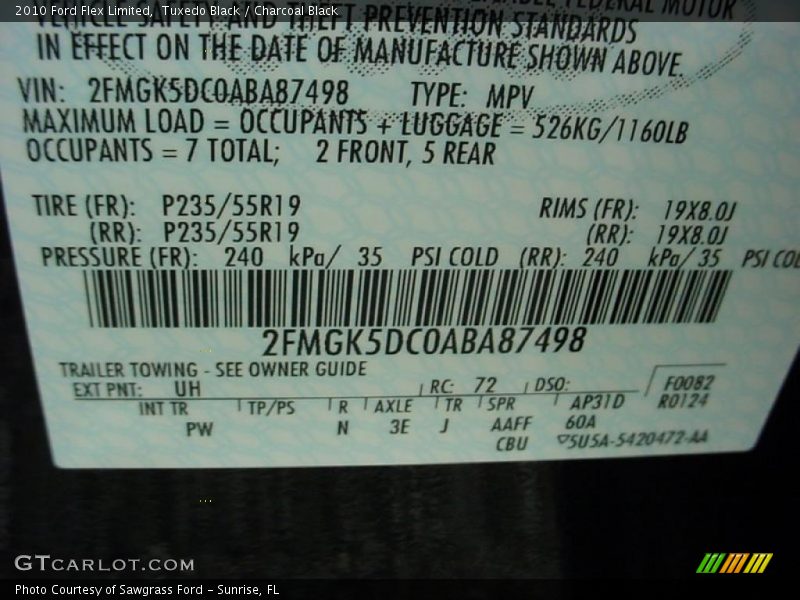 2010 Ford Flex Limited, Tuxedo Black / Charcoal Black
FEDERAL MOTOR
VEHICLE SAFETY AND THEFT PREVENTION STANDARDS
IN EFFECT ON THE DATE OF MANUFACTURE SHOWN ABOVE.
VIN: 2FMGK5DC0ABA87498 TYPE: MPV
MAXIMUM LOAD = OCCUPANTS + LUGGAGE = 526KG/1160LB
OCCUPANTS = 7 TOTAL; 2 FRONT, 5 REAR
TIRE (FR): P235/55R19 RIMS (FR): 19X8.0J
(RR): P235/55R19 (RR): 19X8.0J
PRESSURE (FR): 240 kPa/ 35 PSI COLD (RR): 240 kPa/ 35 PSI COL
2FMGK5DC0ABA87498
TRAILER TOWING - SEE OWNER GUIDE
EXT PNT: UH RC: 72 DSO: F0082
INT TR TP/PS R AXLE TR SPR AP31D R0124
PW N 3E J AAFF 60A
CBU ▽5U5A-5420472-AA
GTcarlot.com
Photo Courtesy of Sawgrass Ford - Sunrise, FL